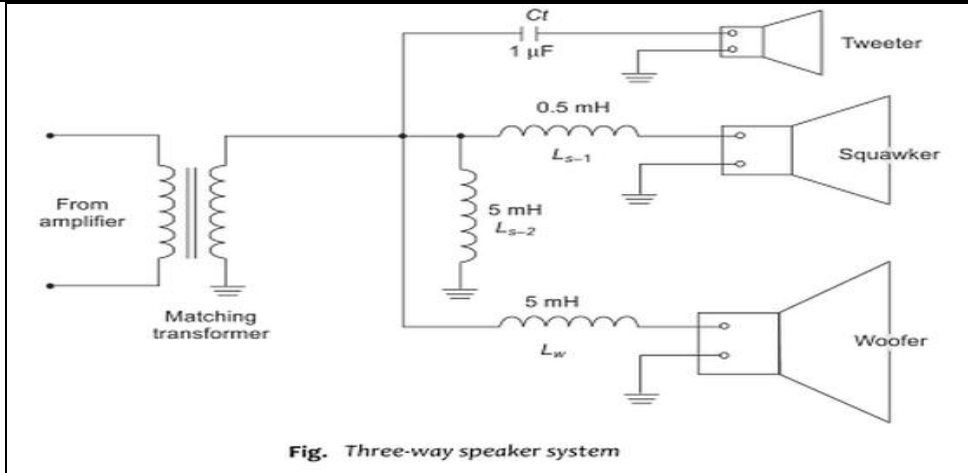 Ct
1 µF
Tweeter
0.5 mH
Ls–1
Squawker
From
amplifier
5 mH
Ls–2
Matching
transformer
5 mH
Lw
Woofer
Fig. Three-way speaker system